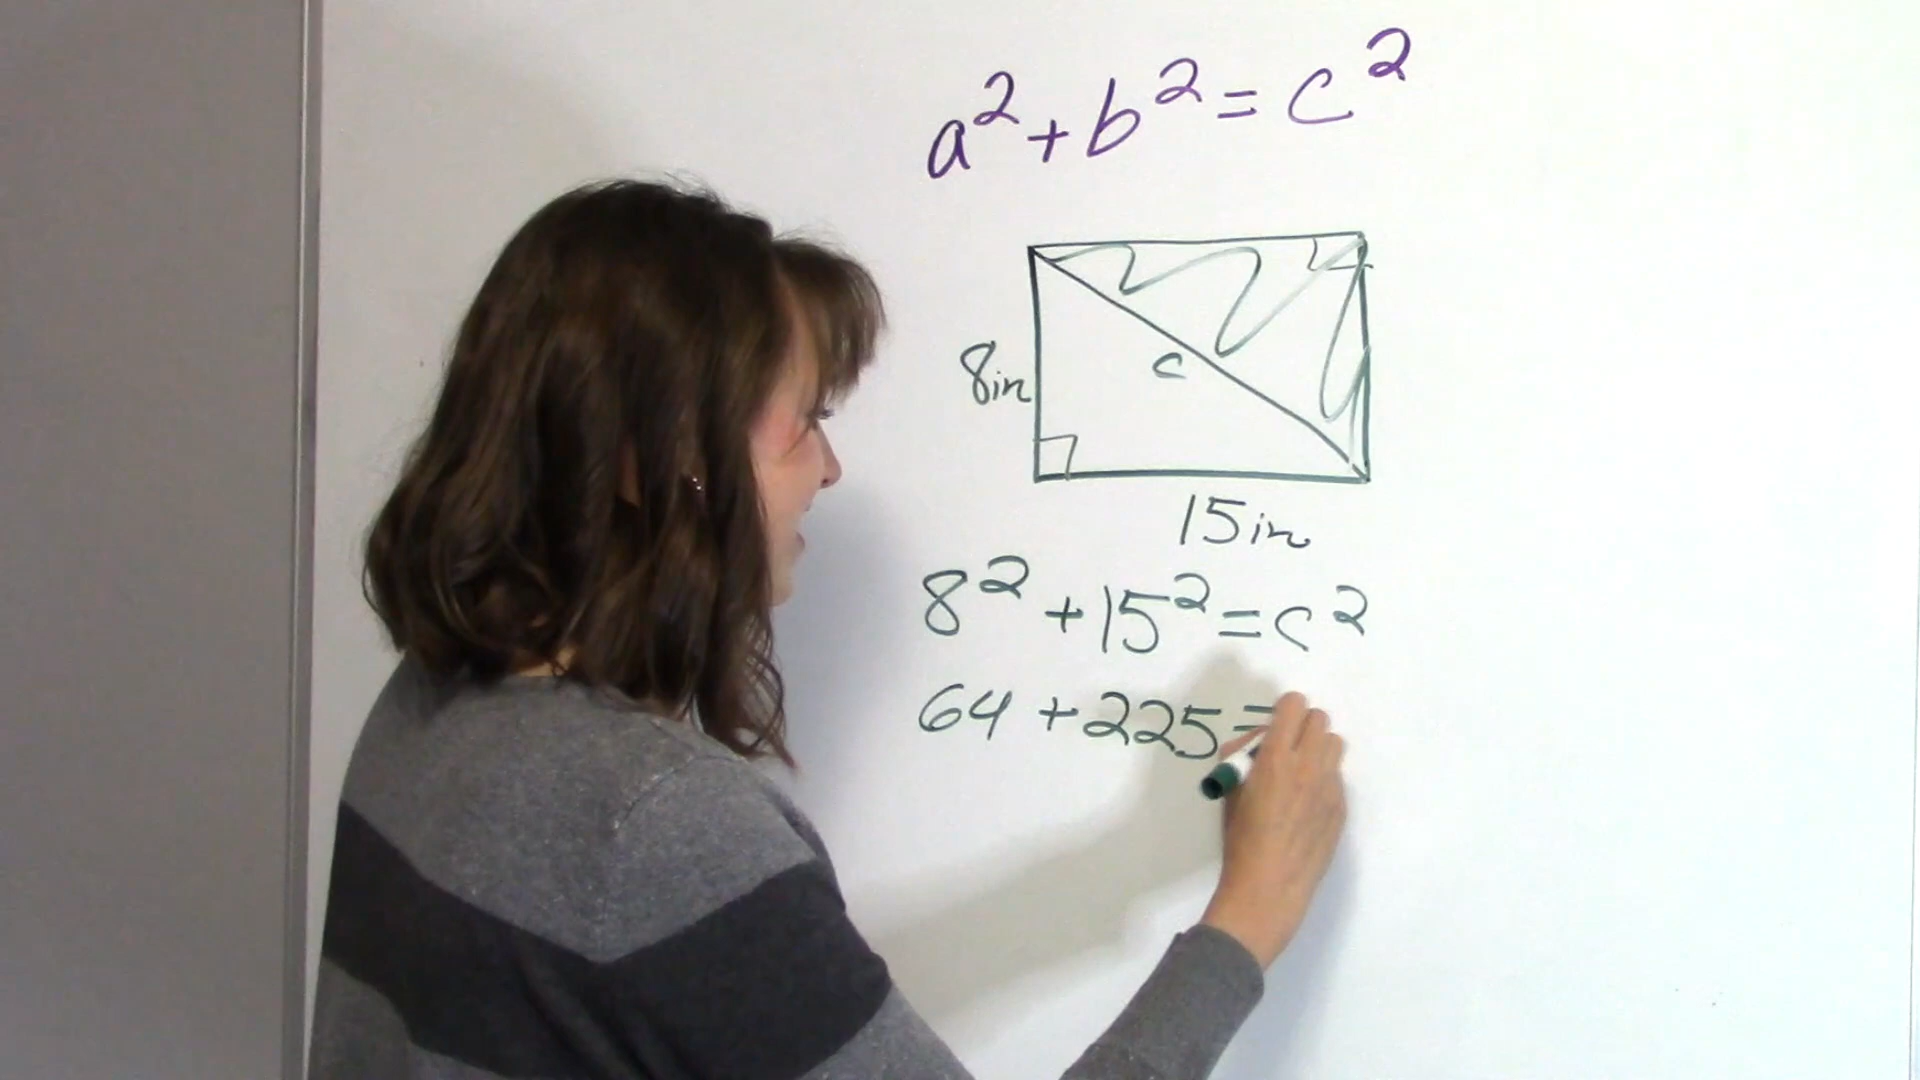 a² + b² = c²
8in
c
15in
8² + 15² = c²
64 + 225 =